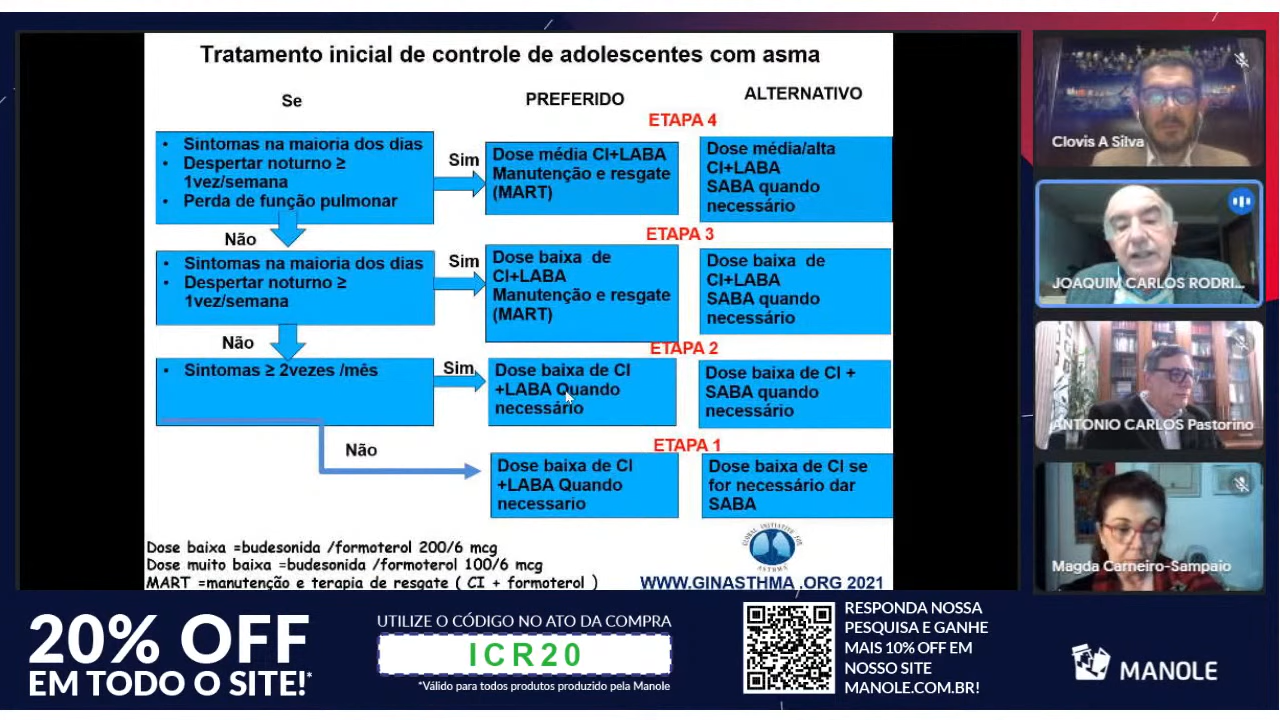 Tratamento inicial de controle de adolescentes com asma
Se
PREFERIDO
ALTERNATIVO
ETAPA 4
• Sintomas na maioria dos dias
• Despertar noturno ≥
1vez/semana
• Perda de função pulmonar
Sim
Dose média CI+LABA
Manutenção e resgate
(MART)
Dose média/alta
CI+LABA
SABA quando
necessário
Não
ETAPA 3
• Sintomas na maioria dos dias
• Despertar noturno ≥
1vez/semana
Sim
Dose baixa de
CI+LABA
Manutenção e resgate
(MART)
Dose baixa de
CI+LABA
SABA quando
necessário
Não
ETAPA 2
• Sintomas ≥ 2vezes /mês
Sim
Dose baixa de CI
+LABA Quando
necessário
Dose baixa de CI +
SABA quando
necessário
Não
ETAPA 1
Dose baixa de CI
+LABA Quando
necessario
Dose baixa de CI se
for necessário dar
SABA
Dose baixa =budesonida /formoterol 200/6 mcg
Dose muito baixa =budesonida /formoterol 100/6 mcg
MART =manutenção e terapia de resgate ( CI + formoterol )
GLOBAL INITIATIVE FOR
ASTHMA
WWW.GINASTHMA .ORG 2021
Clovis A Silva
JOAQUIM CARLOS RODRI...
ANTONIO CARLOS Pastorino
Magda Carneiro-Sampaio
20% OFF
EM TODO O SITE!*
UTILIZE O CÓDIGO NO ATO DA COMPRA
ICR20
*Válido para todos produtos produzido pela Manole
RESPONDA NOSSA
PESQUISA E GANHE
MAIS 10% OFF EM
NOSSO SITE
MANOLE.COM.BR!
MANOLE